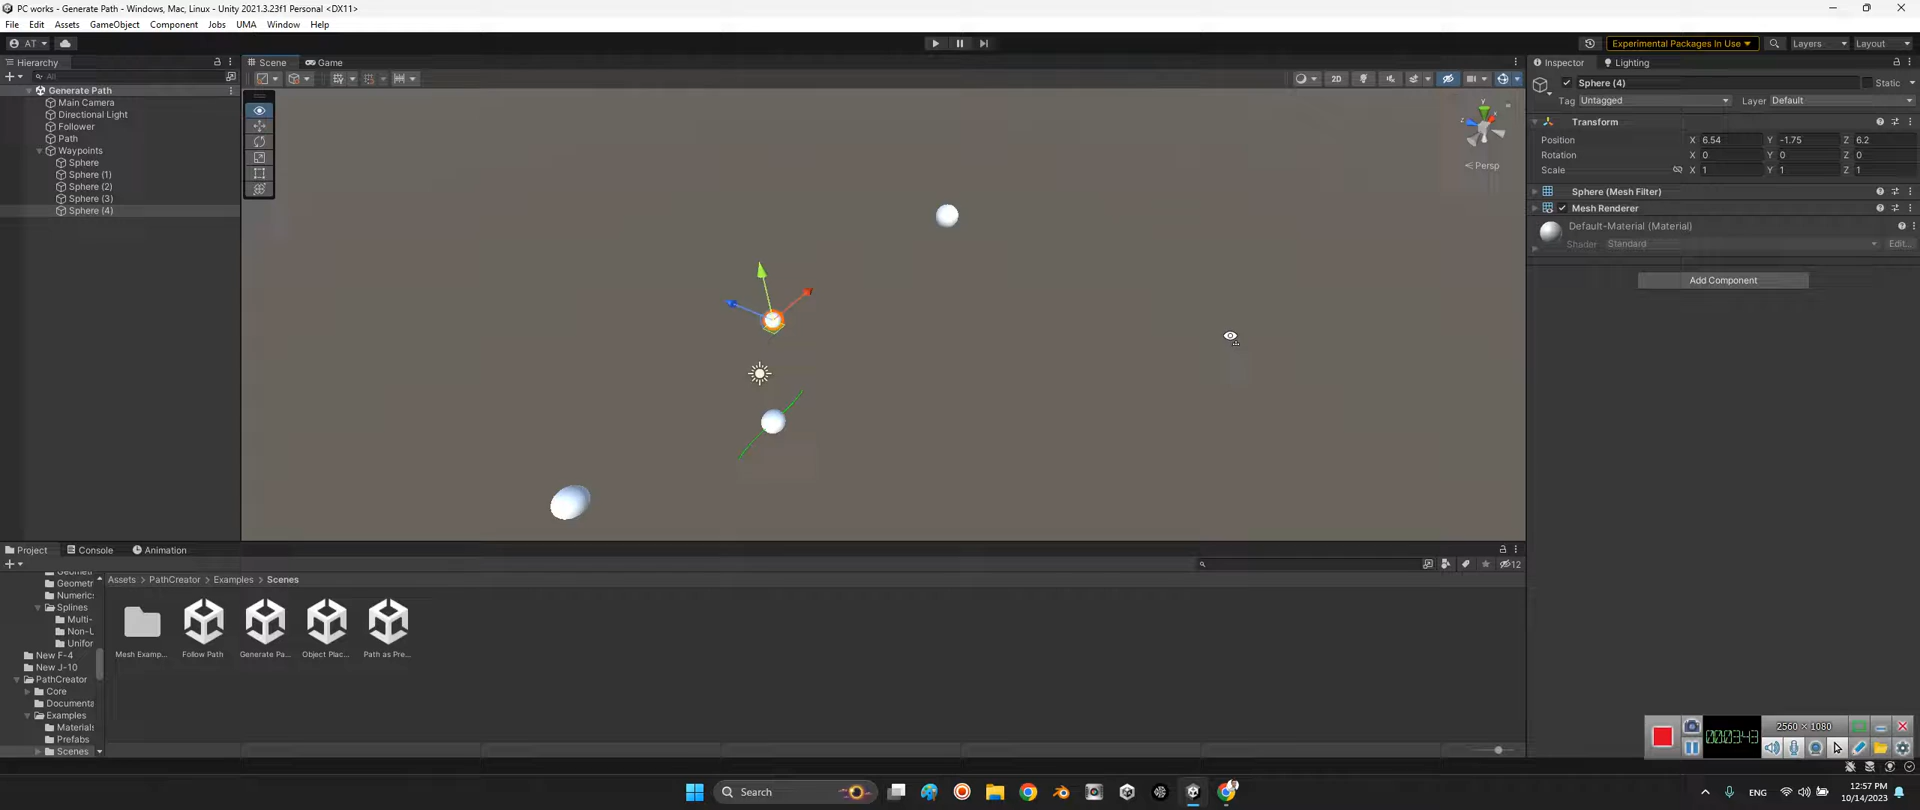 PC works - Generate Path - Windows, Mac, Linux - Unity 2021.3.23f1 Personal <DX11>
File Edit Assets GameObject Component Jobs UMA Window Help
AT
Experimental Packages In Use
Layers
Layout
Hierarchy
All
Generate Path
Main Camera
Directional Light
Follower
Path
Waypoints
Sphere
Sphere (1)
Sphere (2)
Sphere (3)
Sphere (4)
Scene Game
2D
Persp
Inspector Lighting
Sphere (4)
Static
Tag Untagged Layer Default
Transform
Position X 6.54 Y -1.75 Z 6.2
Rotation X 0 Y 0 Z 0
Scale X 1 Y 1 Z 1
Sphere (Mesh Filter)
Mesh Renderer
Default-Material (Material)
Shader Standard Edit...
Add Component
Project Console Animation
12
Geometr
Numerics
Splines
Multi-
Non-U
Unifor
New F-4
New J-10
PathCreator
Core
Documenta
Examples
Materials
Prefabs
Scenes
Assets > PathCreator > Examples > Scenes
Mesh Examp...
Follow Path
Generate Pa...
Object Plac...
Path as Pre...
2560 × 1080
00:03:43
Search
ENG
12:57 PM
10/14/2023